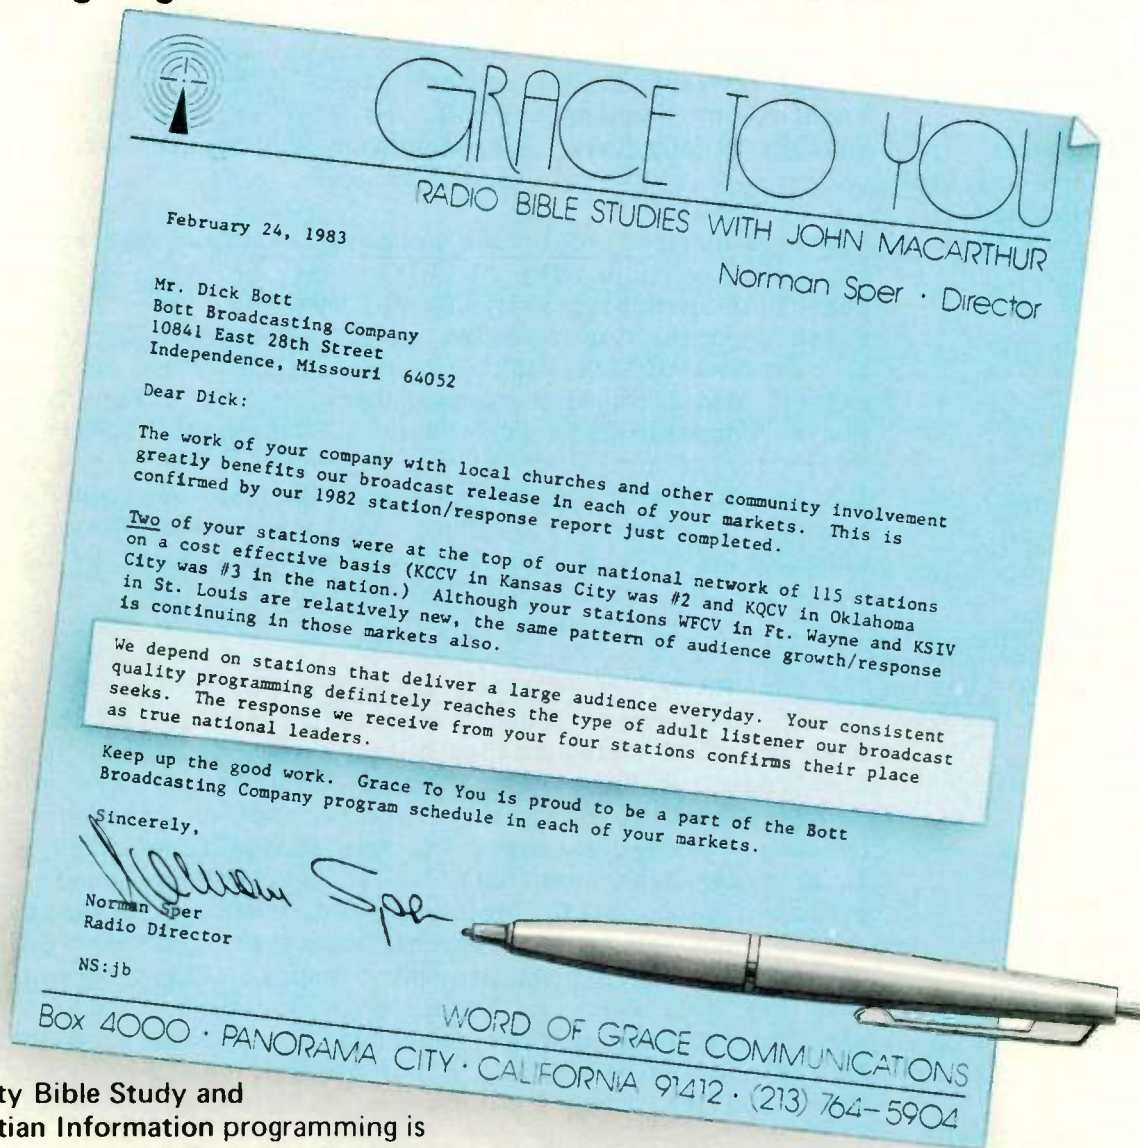 GRACE TO YOU
RADIO BIBLE STUDIES WITH JOHN MACARTHUR
Norman Sper · Director
February 24, 1983
Mr. Dick Bott
Bott Broadcasting Company
10841 East 28th Street
Independence, Missouri 64052
Dear Dick:
The work of your company with local churches and other community involvement
greatly benefits our broadcast release in each of your markets. This is
confirmed by our 1982 station/response report just completed.
Two of your stations were at the top of our national network of 115 stations
on a cost effective basis (KCCV in Kansas City was #2 and KQCV in Oklahoma
City was #3 in the nation.) Although your stations WFCV in Ft. Wayne and KSIV
in St. Louis are relatively new, the same pattern of audience growth/response
is continuing in those markets also.
We depend on stations that deliver a large audience everyday. Your consistent
quality programming definitely reaches the type of adult listener our broadcast
seeks. The response we receive from your four stations confirms their place
as true national leaders.
Keep up the good work. Grace To You is proud to be a part of the Bott
Broadcasting Company program schedule in each of your markets.
Sincerely,
Norman Sper
Norman Sper
Radio Director
NS:jb
WORD OF GRACE COMMUNICATIONS
Box 4000 · PANORAMA CITY · CALIFORNIA 91412 · (213) 764-5904
ty Bible Study and
tian Information programming is